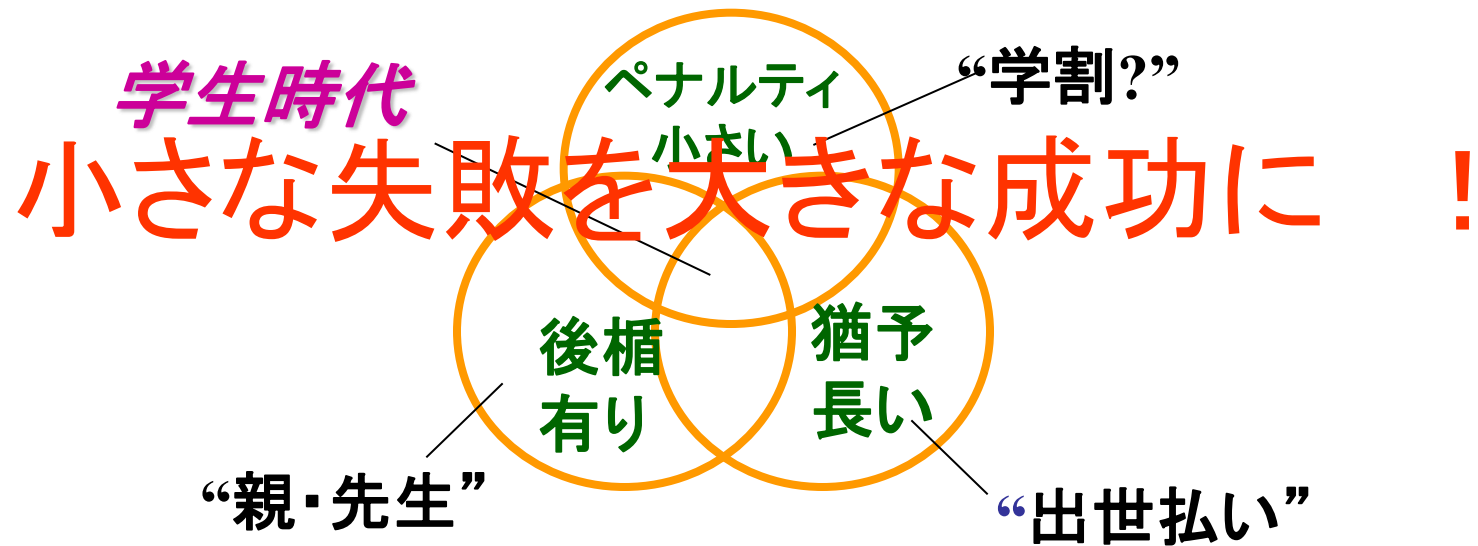 学生時代
ペナルティ
小さい
“学割?”
小さな失敗を大きな成功に　！
後楯
有り
猶予
長い
“親・先生”
“出世払い”